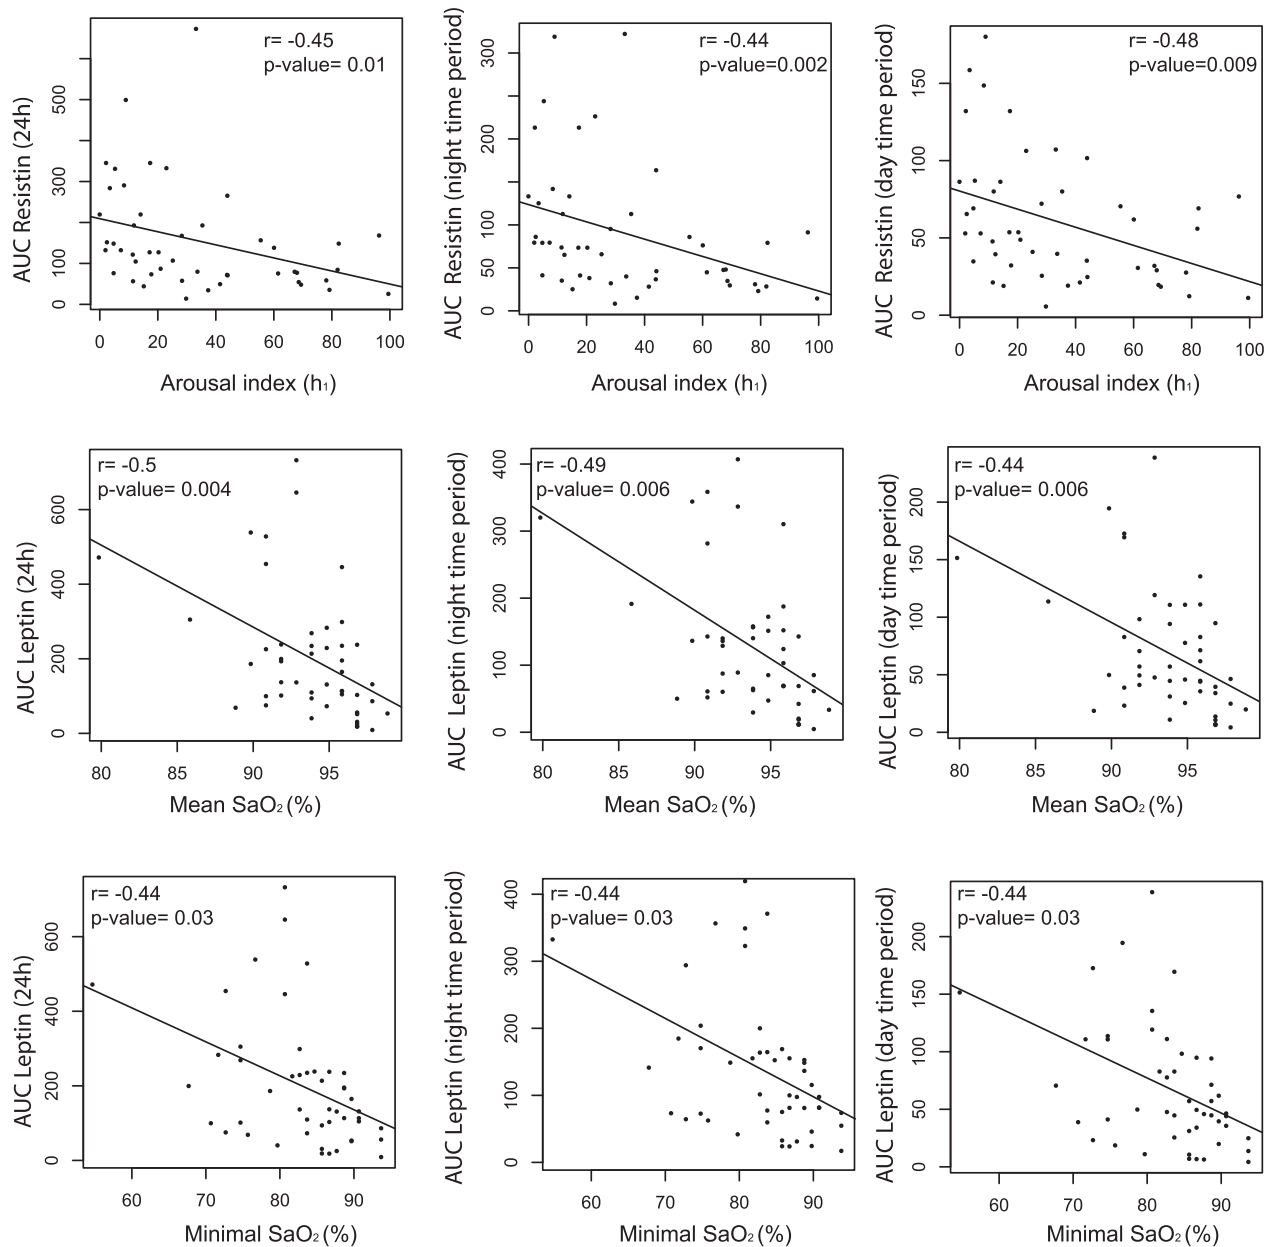 r= -0.45
p-value= 0.01
AUC Resistin (24h)
0
100
300
500
0 20 40 60 80 100
Arousal index (h1)
r= -0.44
p-value=0.002
AUC Resistin (night time period)
0
50
100
200
300
0 20 40 60 80 100
Arousal index (h1)
r= -0.48
p-value=0.009
AUC Resistin (day time period)
0
50
100
150
0 20 40 60 80 100
Arousal index (h1)
r= -0.5
p-value= 0.004
AUC Leptin (24h)
0
200
400
600
80 85 90 95
Mean SaO2 (%)
r= -0.49
p-value= 0.006
AUC Leptin (night time period)
0
100
200
300
400
80 90 95
Mean SaO2 (%)
r= -0.44
p-value= 0.006
AUC Leptin (day time period)
0
50
100
150
200
80 90 95
Mean SaO2 (%)
r= -0.44
p-value= 0.03
AUC Leptin (24h)
0
200
400
600
60 70 80 90
Minimal SaO2 (%)
r= -0.44
p-value= 0.03
AUC Leptin (night time period)
0
100
200
300
400
60 70 80 90
Minimal SaO2 (%)
r= -0.44
p-value= 0.03
AUC Leptin (day time period)
0
50
100
150
200
60 70 80 90
Minimal SaO2 (%)